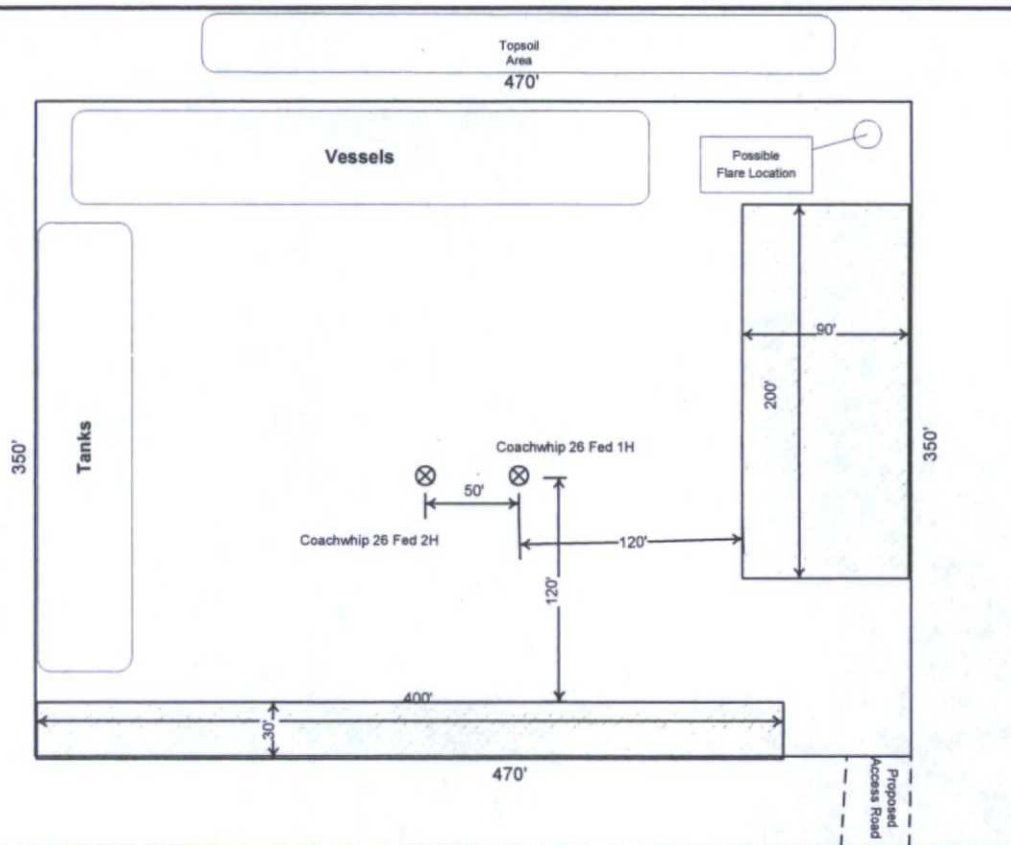 Topsoil
Area
470'
Vessels
Possible
Flare Location
90'
200'
350'
Tanks
350'
Coachwhip 26 Fed 1H
50'
Coachwhip 26 Fed 2H
120'
120'
400'
30'
470'
Proposed
Access Road